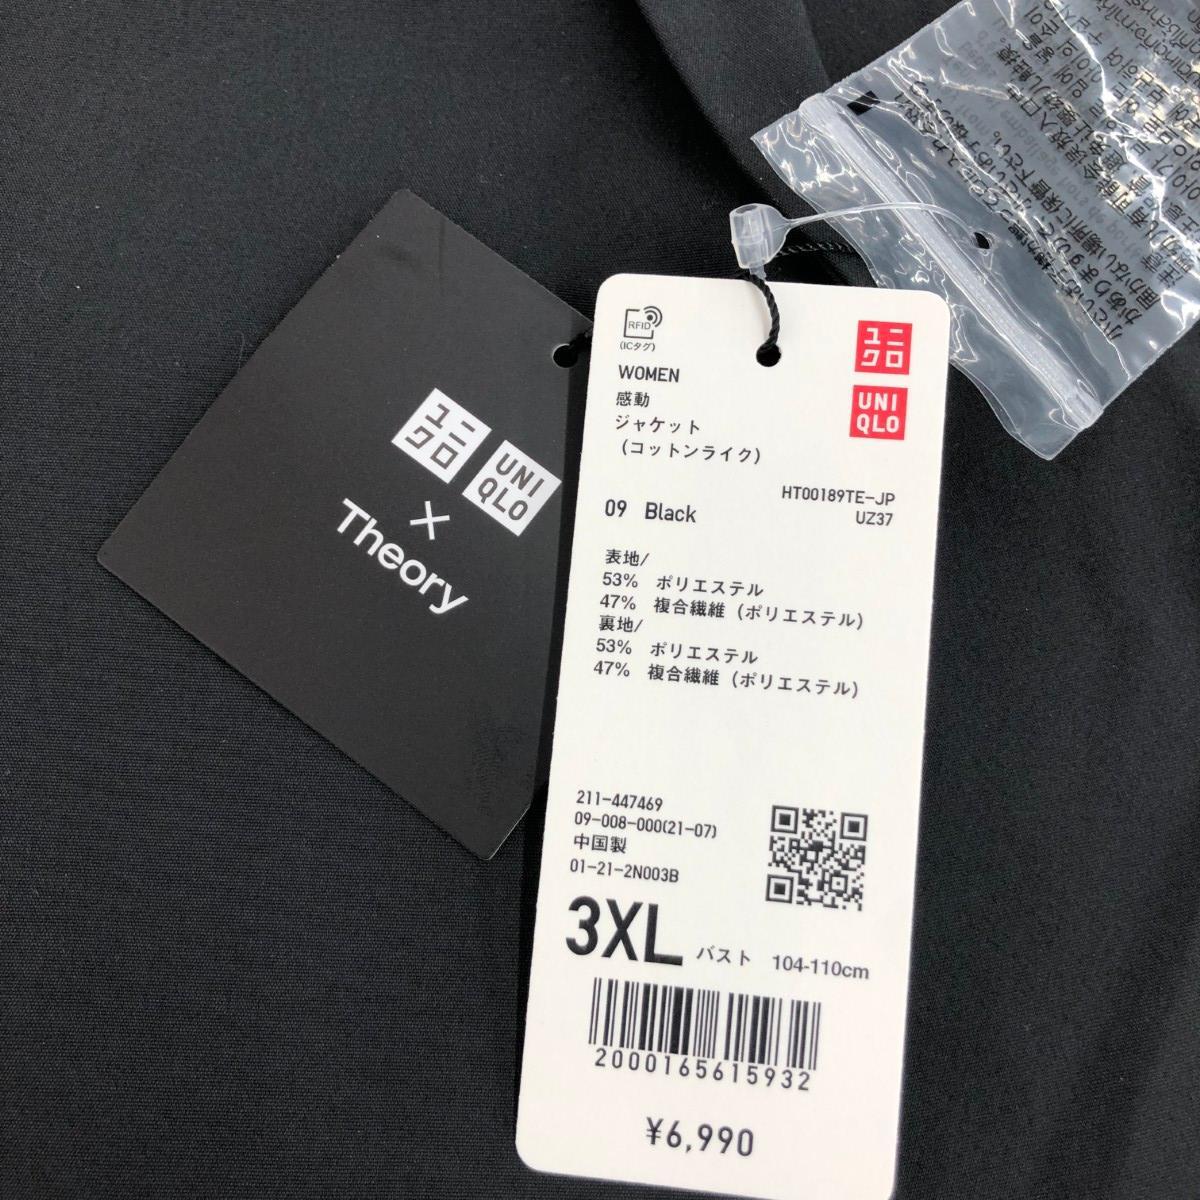 ユニ
クロ
UNI
QLO
×
Theory
RFID
(ICタグ)
ユニ
クロ
UNI
QLO
WOMEN
感動
ジャケット
(コットンライク)
HT00189TE-JP
UZ37
09 Black
表地/
53% ポリエステル
47% 複合繊維(ポリエステル)
裏地/
53% ポリエステル
47% 複合繊維(ポリエステル)
211-447469
09-008-000(21-07)
中国製
01-21-2N003B
3XL バスト 104-110cm
2000165615932
¥6,990